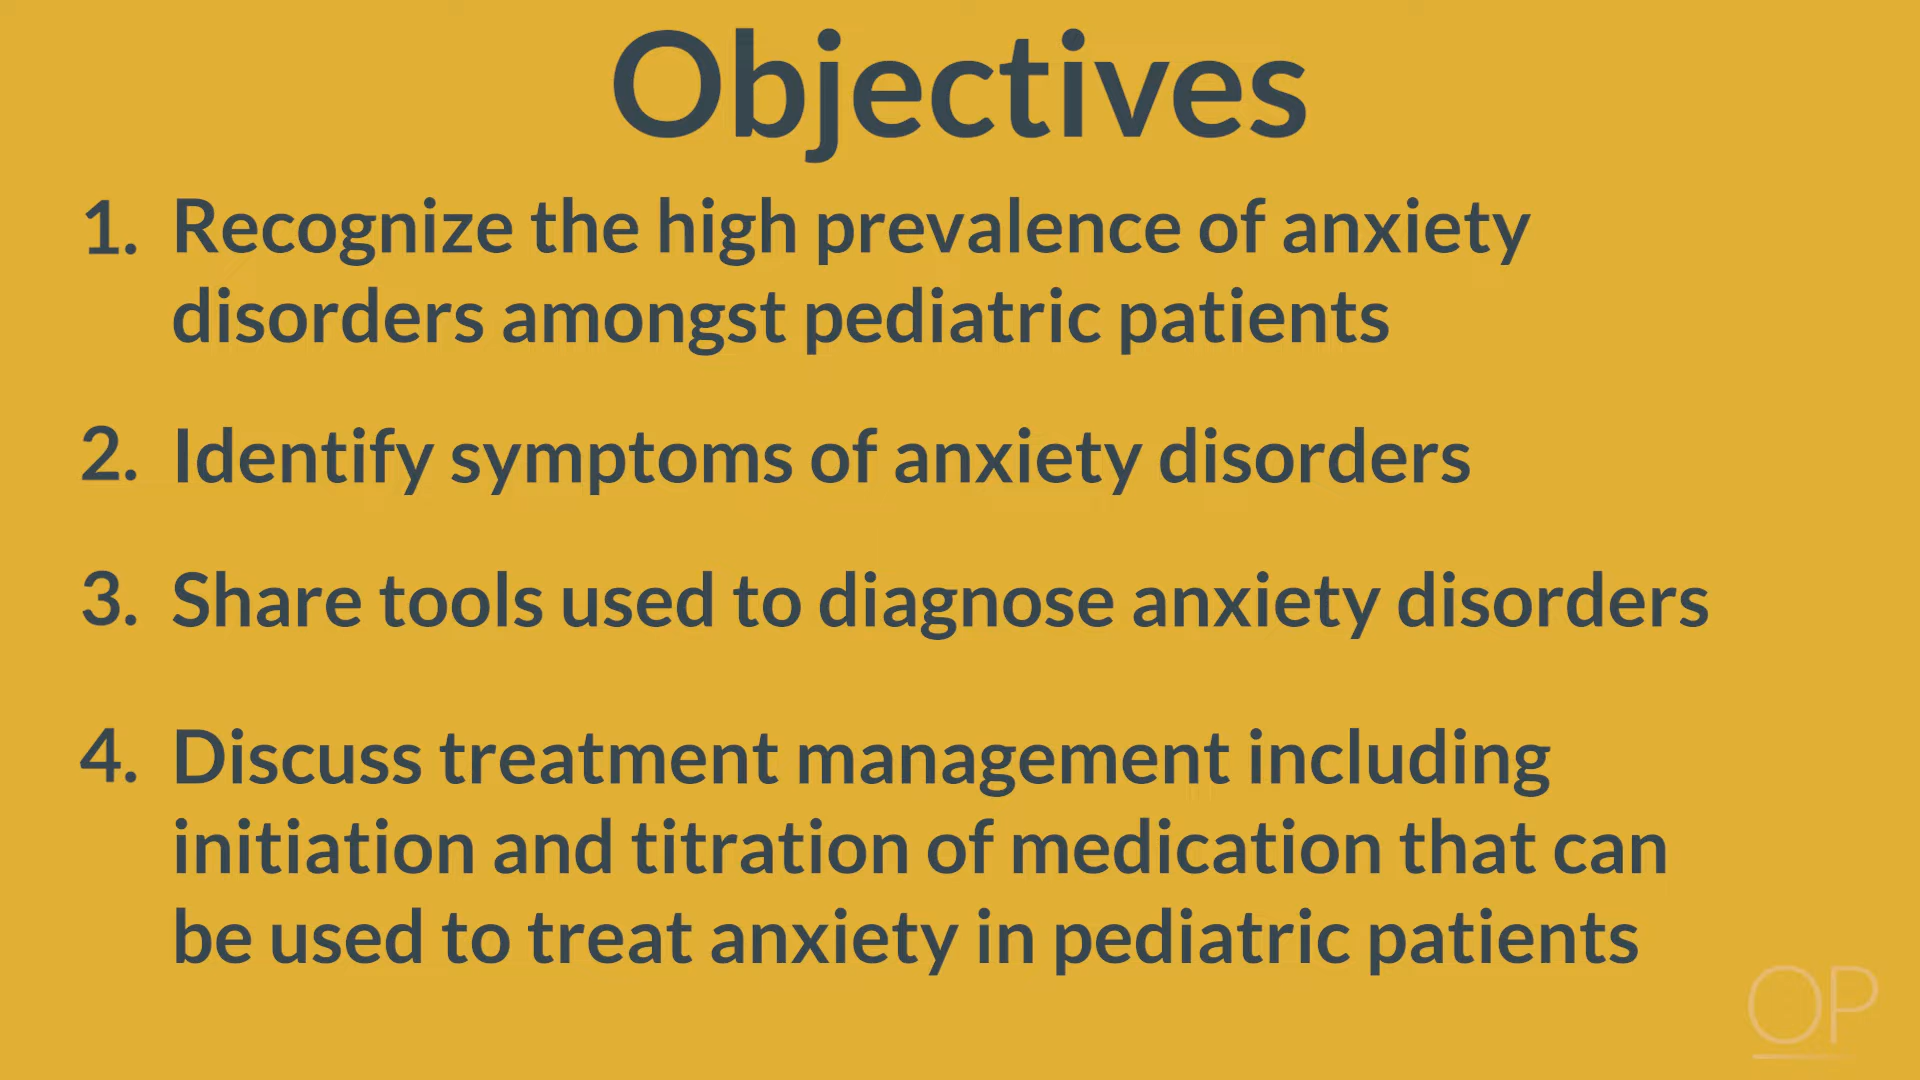 Objectives
1. Recognize the high prevalence of anxiety
disorders amongst pediatric patients
2. Identify symptoms of anxiety disorders
3. Share tools used to diagnose anxiety disorders
4. Discuss treatment management including
initiation and titration of medication that can
be used to treat anxiety in pediatric patients
OP